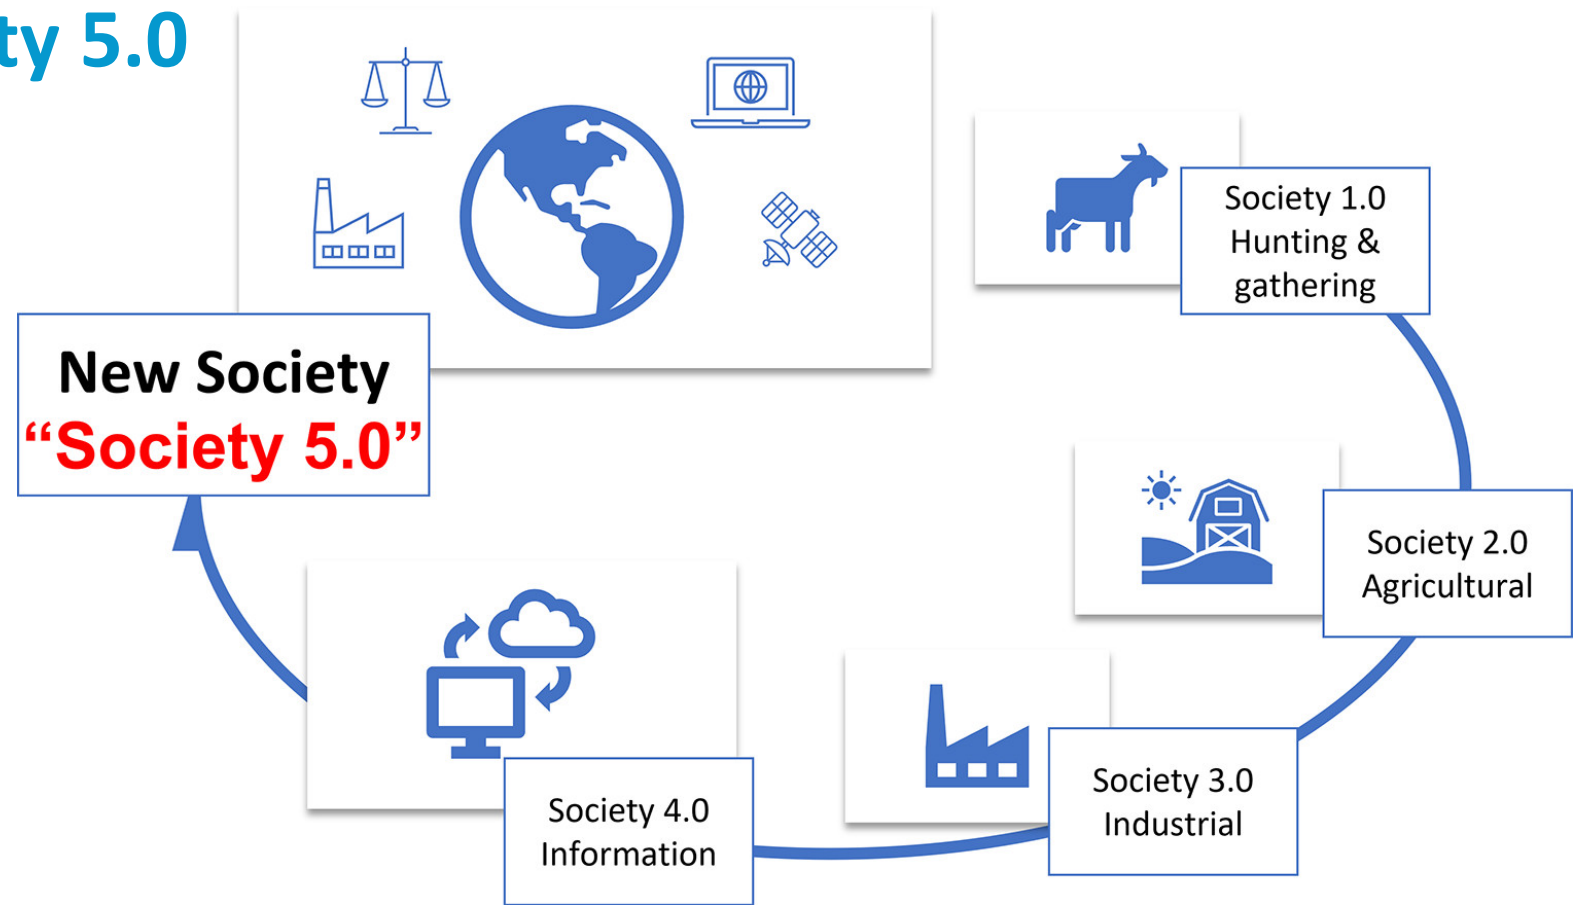 ty 5.0
Society 1.0
Hunting &
gathering
New Society
“Society 5.0”
Society 2.0
Agricultural
Society 3.0
Industrial
Society 4.0
Information